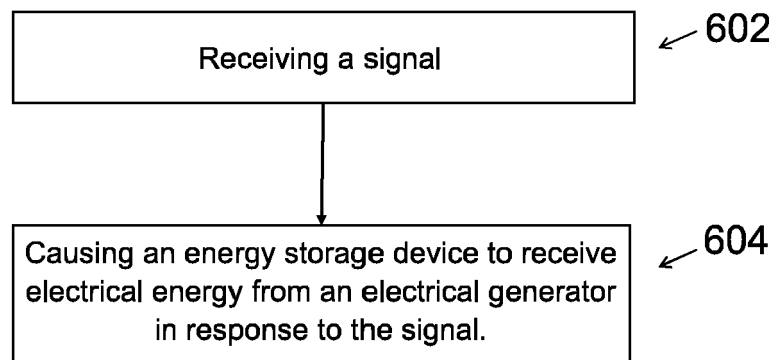 Receiving a signal
602
Causing an energy storage device to receive
electrical energy from an electrical generator
in response to the signal.
604